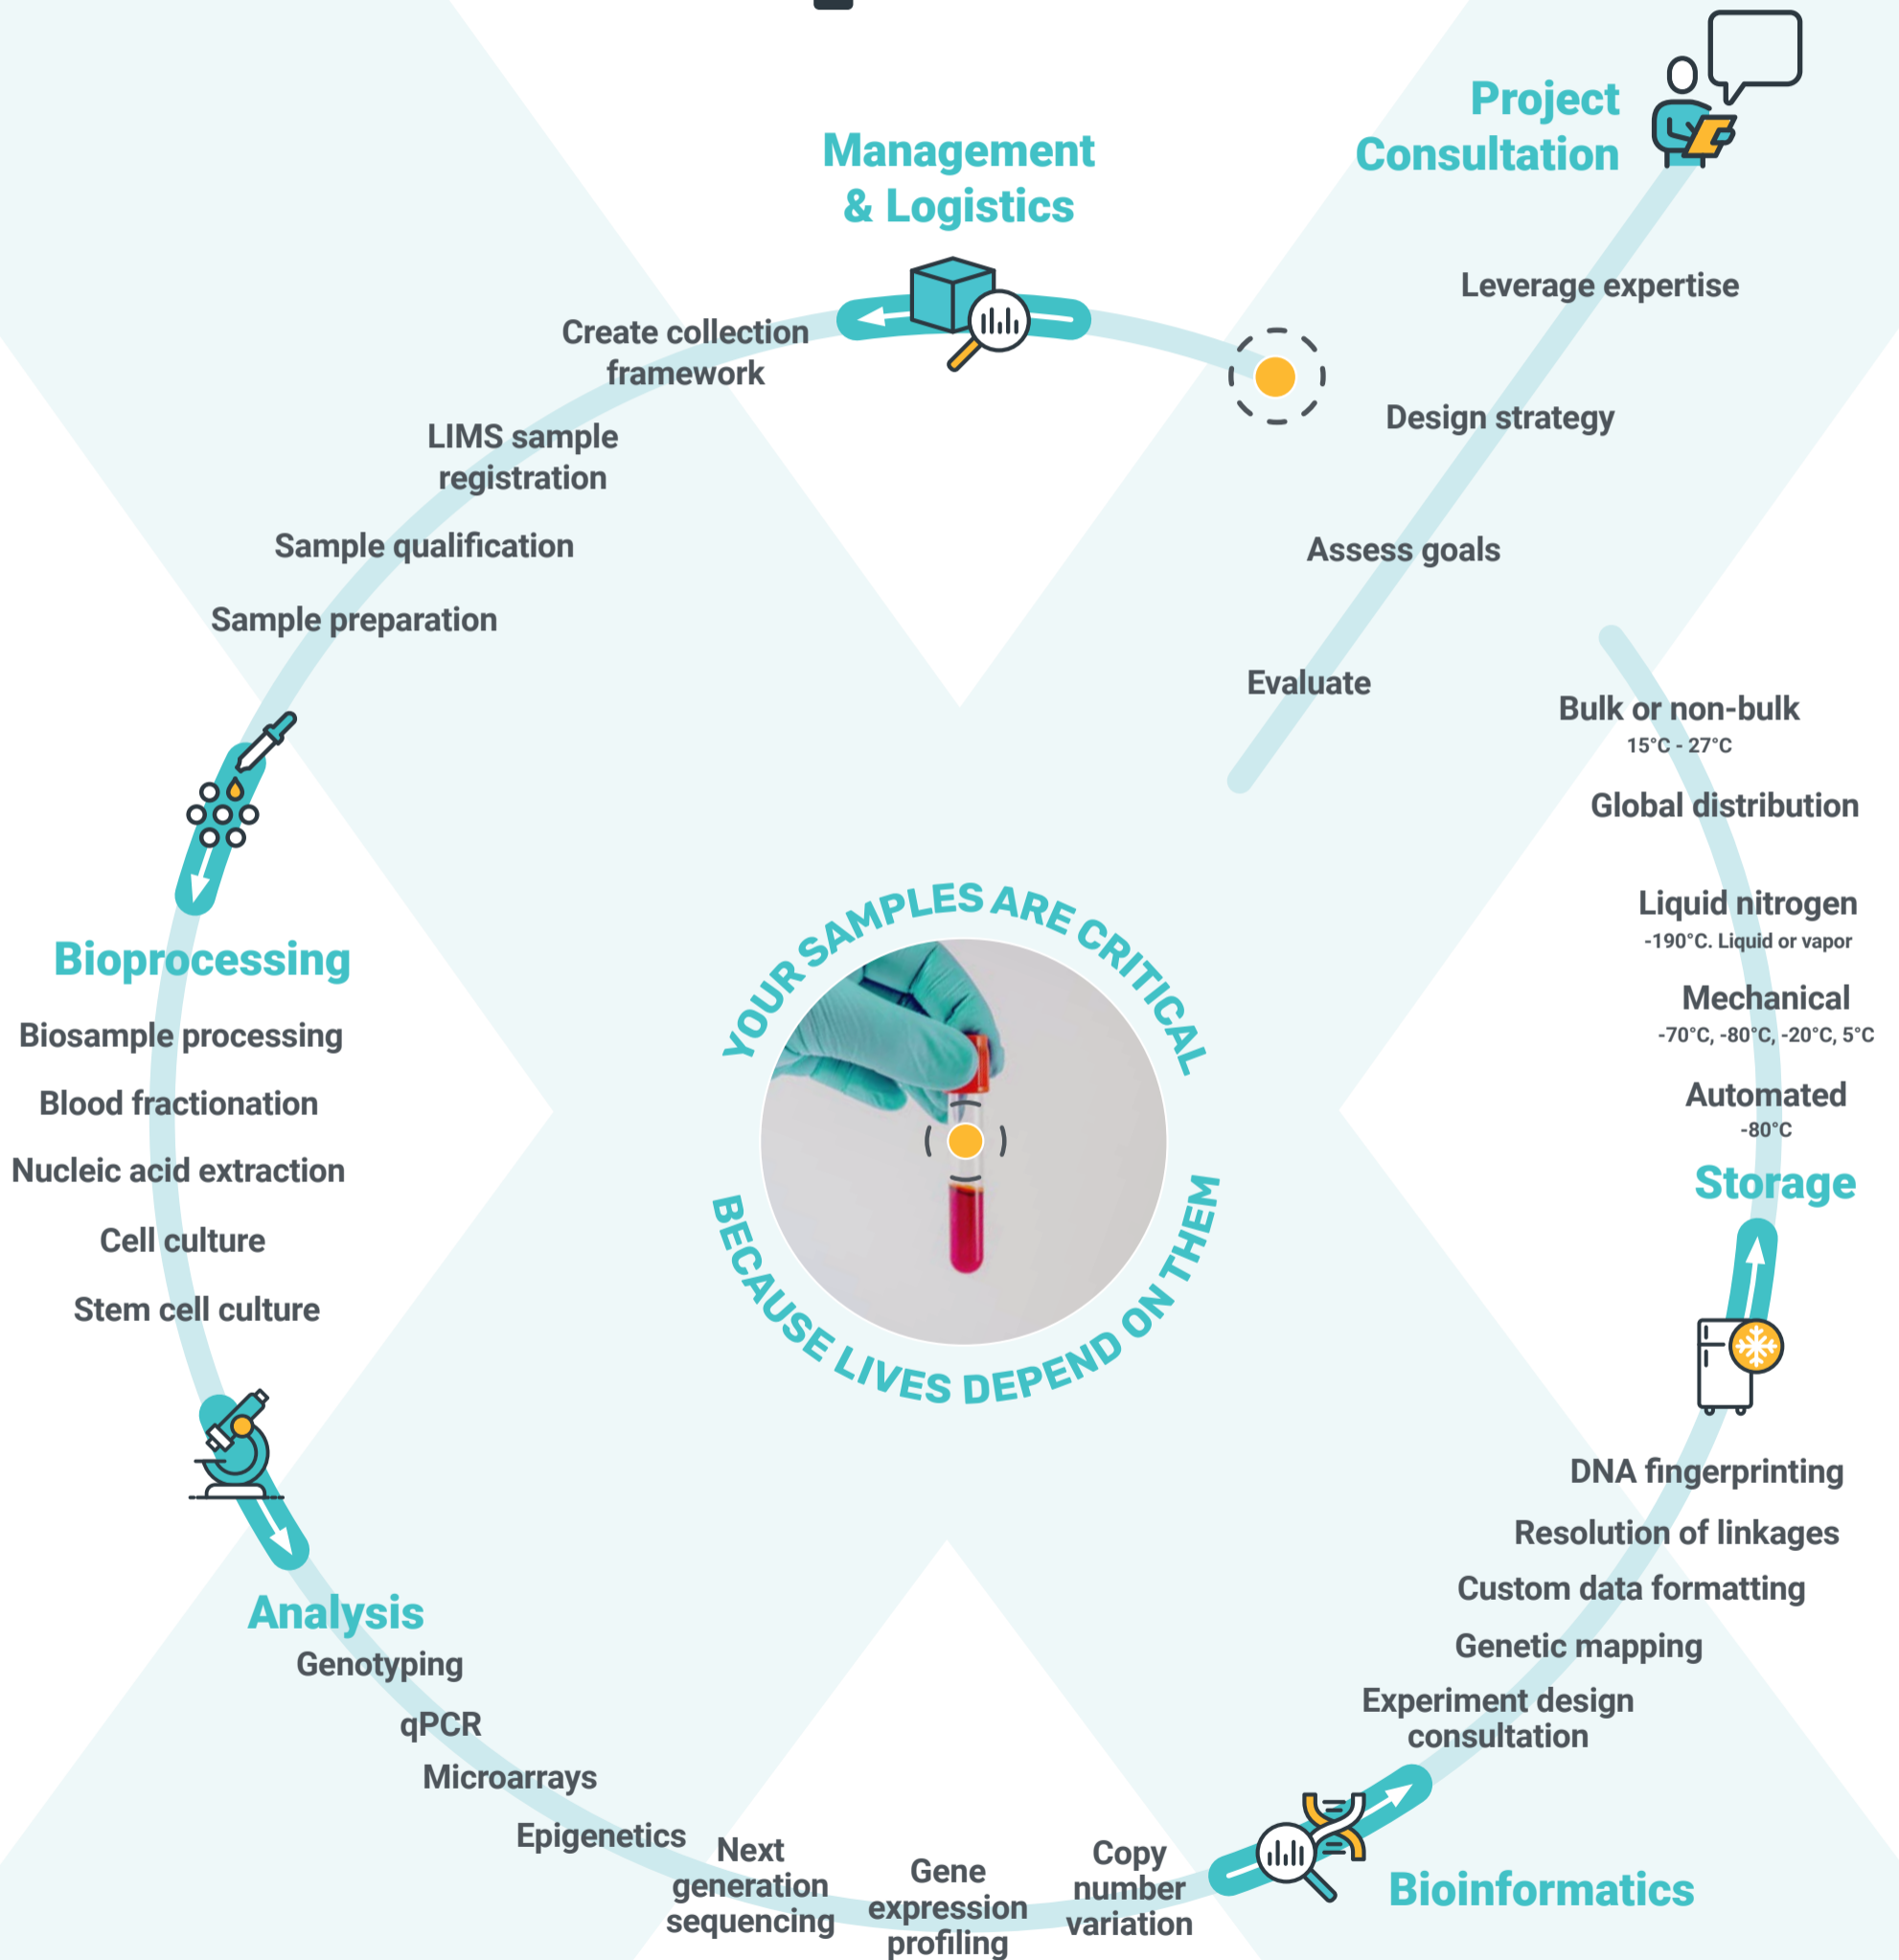 Project
Consultation
Leverage expertise
Design strategy
Assess goals
Evaluate
Management
& Logistics
Create collection
framework
LIMS sample
registration
Sample qualification
Sample preparation
Bioprocessing
Biosample processing
Blood fractionation
Nucleic acid extraction
Cell culture
Stem cell culture
Analysis
Genotyping
qPCR
Microarrays
Epigenetics
Next
generation
sequencing
Gene
expression
profiling
Copy
number
variation
Bioinformatics
Experiment design
consultation
Genetic mapping
Custom data formatting
Resolution of linkages
DNA fingerprinting
Storage
Automated
-80°C
Mechanical
-70°C, -80°C, -20°C, 5°C
Liquid nitrogen
-190°C. Liquid or vapor
Global distribution
Bulk or non-bulk
15°C - 27°C
YOUR SAMPLES ARE CRITICAL
BECAUSE LIVES DEPEND ON THEM